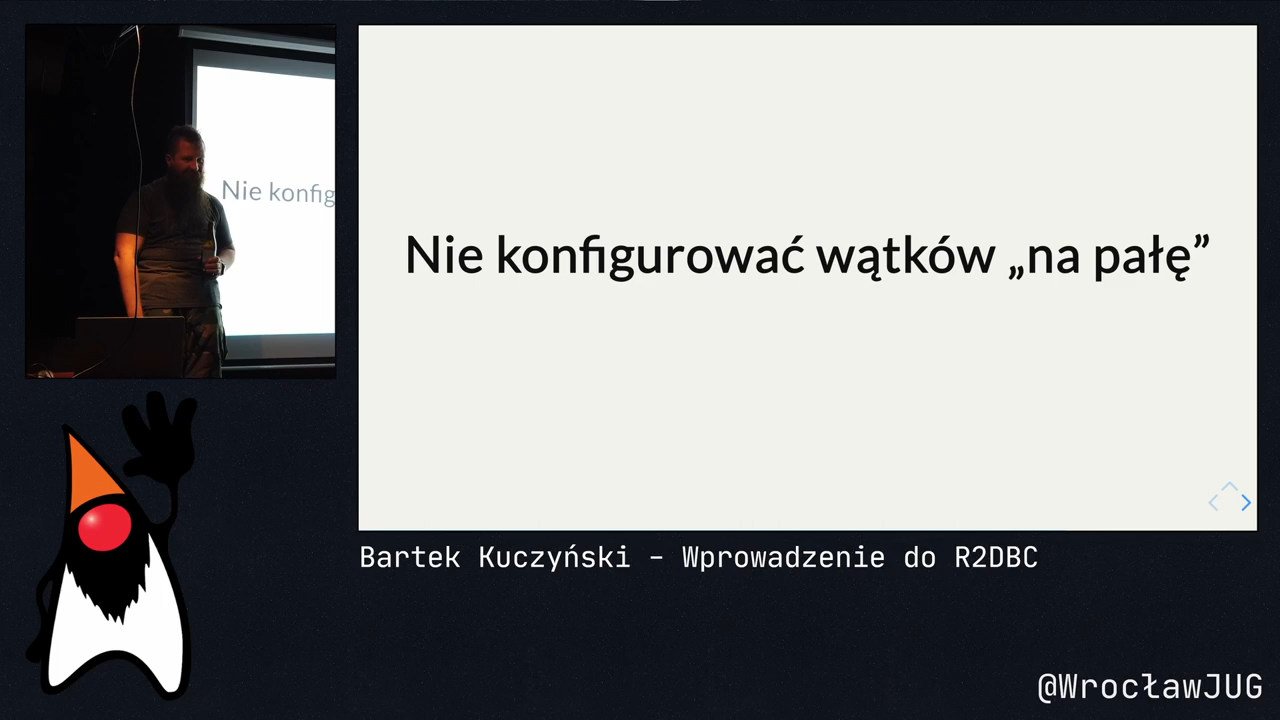 Nie konfig
Nie konfigurować wątków „na pałę”
Bartek Kuczyński – Wprowadzenie do R2DBC
@WrocławJUG